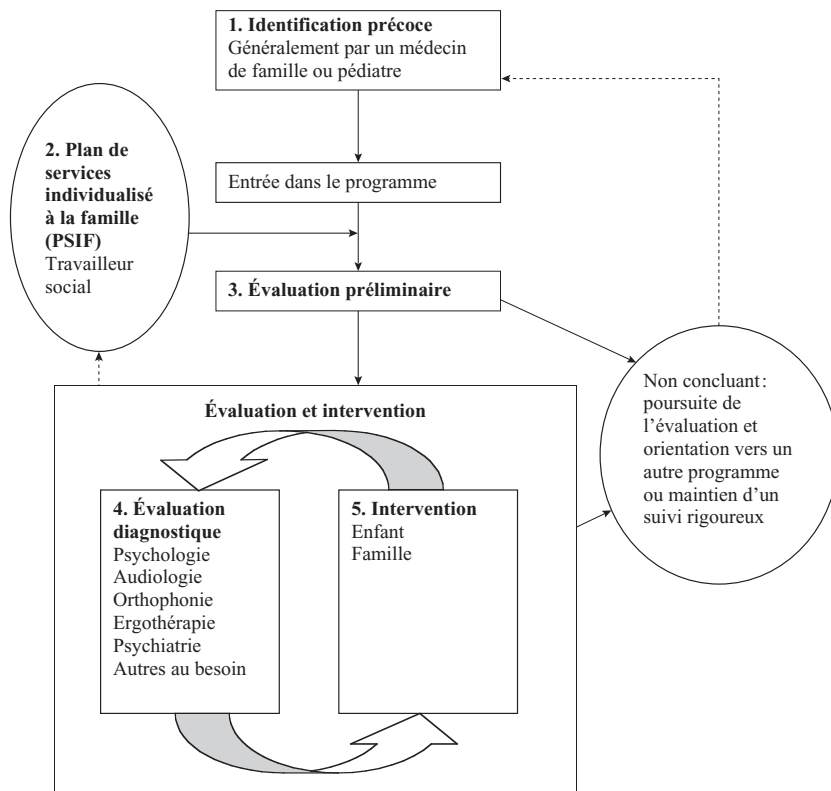 1. Identification précoce
Généralement par un médecin
de famille ou pédiatre
2. Plan de
services
individualisé
à la famille
(PSIF)
Travailleur
social
Entrée dans le programme
3. Évaluation préliminaire
Non concluant :
poursuite de
l’évaluation et
orientation vers un
autre programme
ou maintien d’un
suivi rigoureux
Évaluation et intervention
4. Évaluation
diagnostique
Psychologie
Audiologie
Orthophonie
Ergothérapie
Psychiatrie
Autres au besoin
5. Intervention
Enfant
Famille